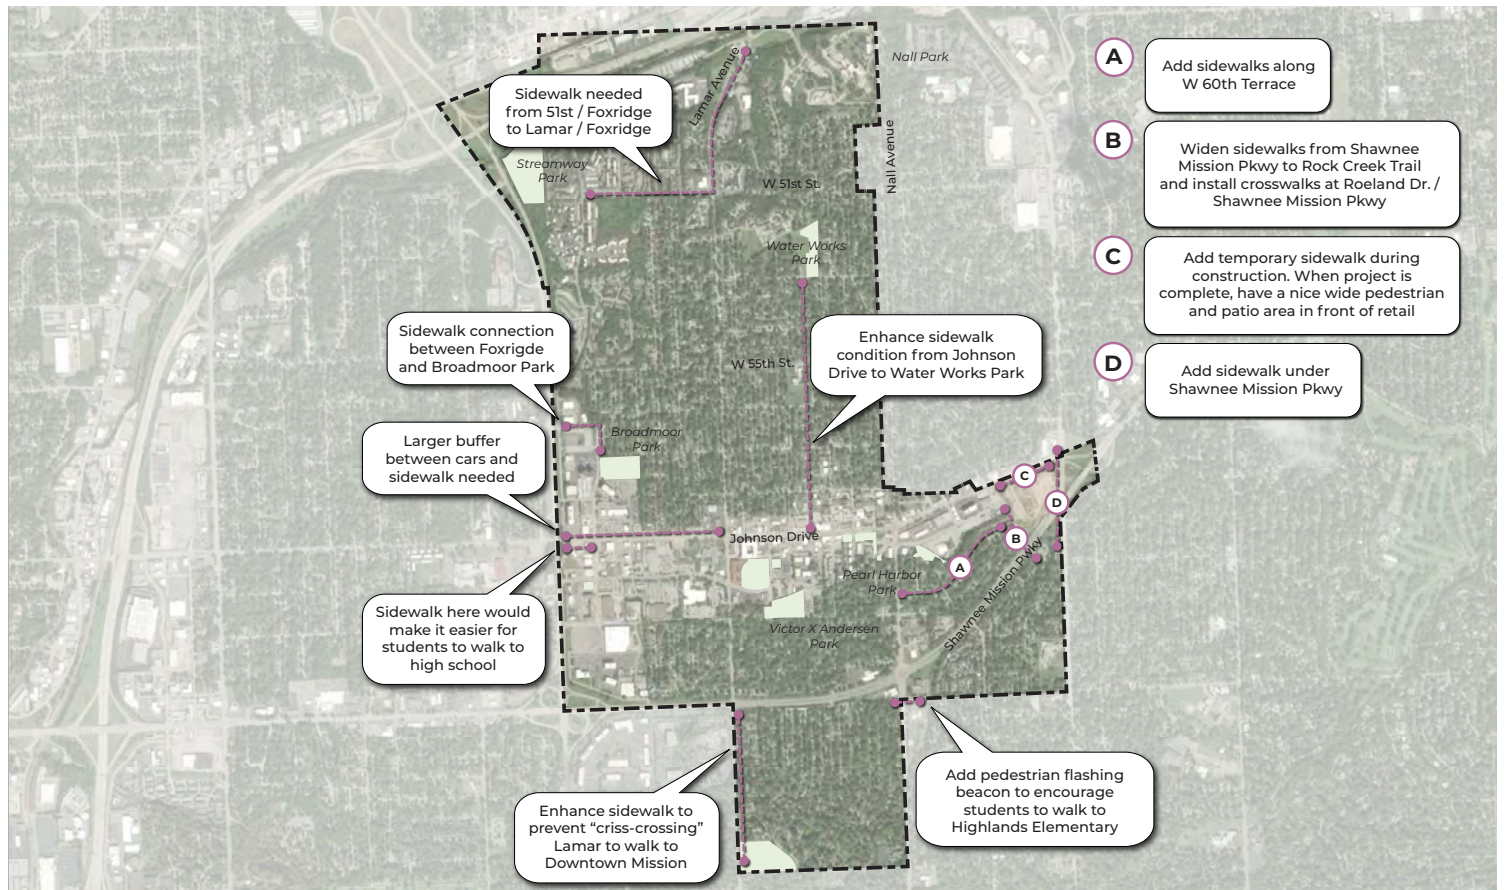 Nall Park
Lamar Avenue
Sidewalk needed
from 51st / Foxridge
to Lamar / Foxridge
Streamway
Park
Nall Avenue
W 51st St.
Water Works
Park
Sidewalk connection
between Foxrigde
and Broadmoor Park
W 55th St.
Enhance sidewalk
condition from Johnson
Drive to Water Works Park
Broadmoor
Park
Larger buffer
between cars and
sidewalk needed
Johnson Drive
Pearl Harbor
Park
Shawnee Mission Pwky
Victor X Andersen
Park
A
B
C
D
Sidewalk here would
make it easier for
students to walk to
high school
Enhance sidewalk to
prevent “criss-crossing”
Lamar to walk to
Downtown Mission
Add pedestrian flashing
beacon to encourage
students to walk to
Highlands Elementary
A
Add sidewalks along
W 60th Terrace
B
Widen sidewalks from Shawnee
Mission Pkwy to Rock Creek Trail
and install crosswalks at Roeland Dr. /
Shawnee Mission Pkwy
C
Add temporary sidewalk during
construction. When project is
complete, have a nice wide pedestrian
and patio area in front of retail
D
Add sidewalk under
Shawnee Mission Pkwy